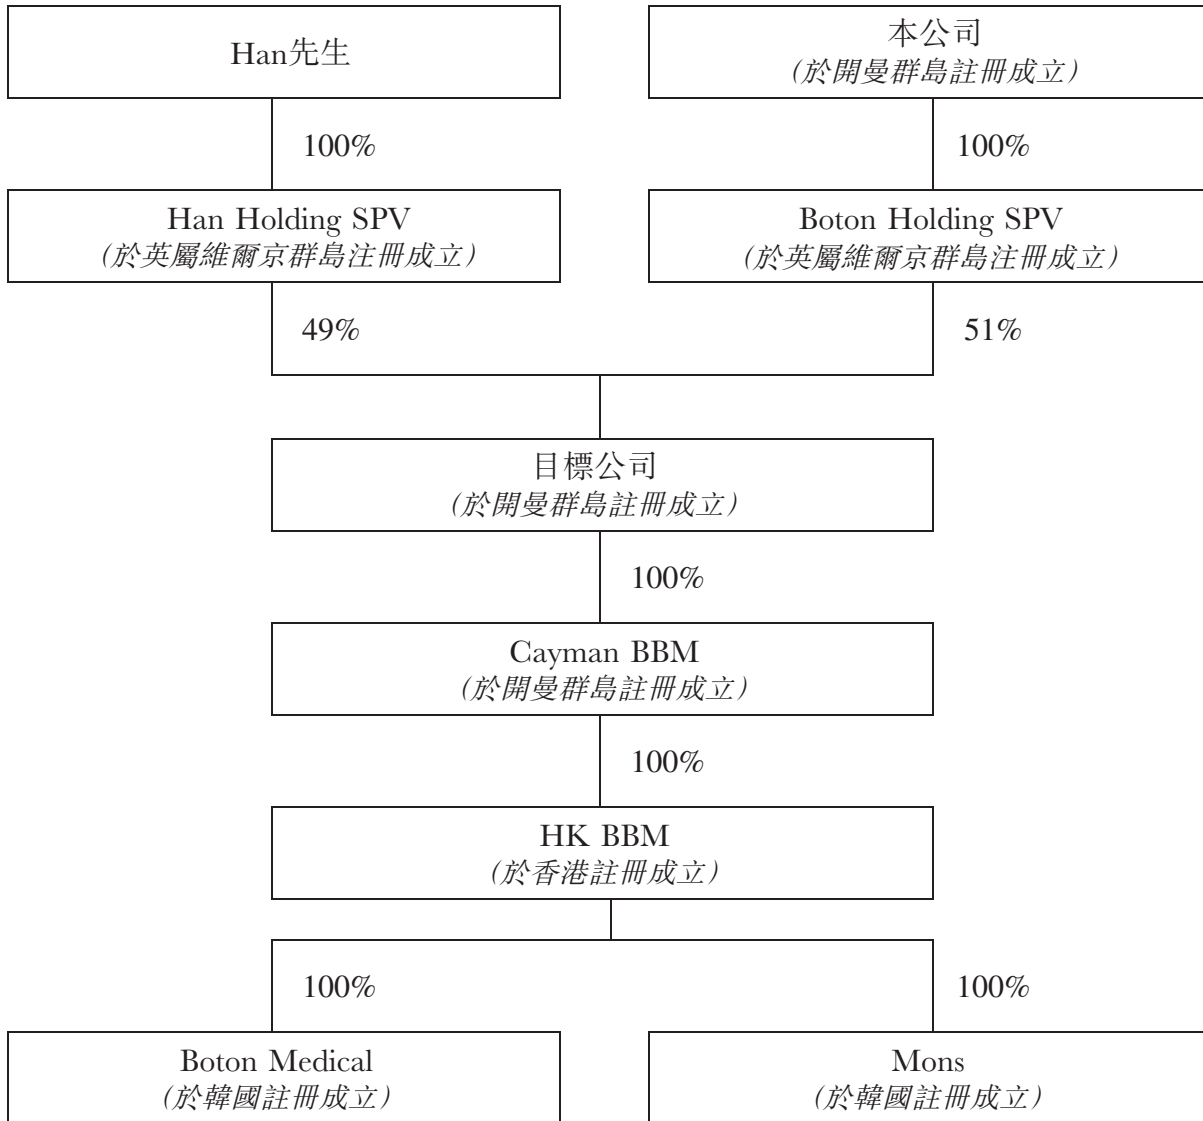 Han先生
本公司
(於開曼群島註冊成立)
100%
100%
Han Holding SPV
(於英屬維爾京群島注冊成立)
Boton Holding SPV
(於英屬維爾京群島注冊成立)
49%
51%
目標公司
(於開曼群島註冊成立)
100%
Cayman BBM
(於開曼群島註冊成立)
100%
HK BBM
(於香港註冊成立)
100%
100%
Boton Medical
(於韓國註冊成立)
Mons
(於韓國註冊成立)